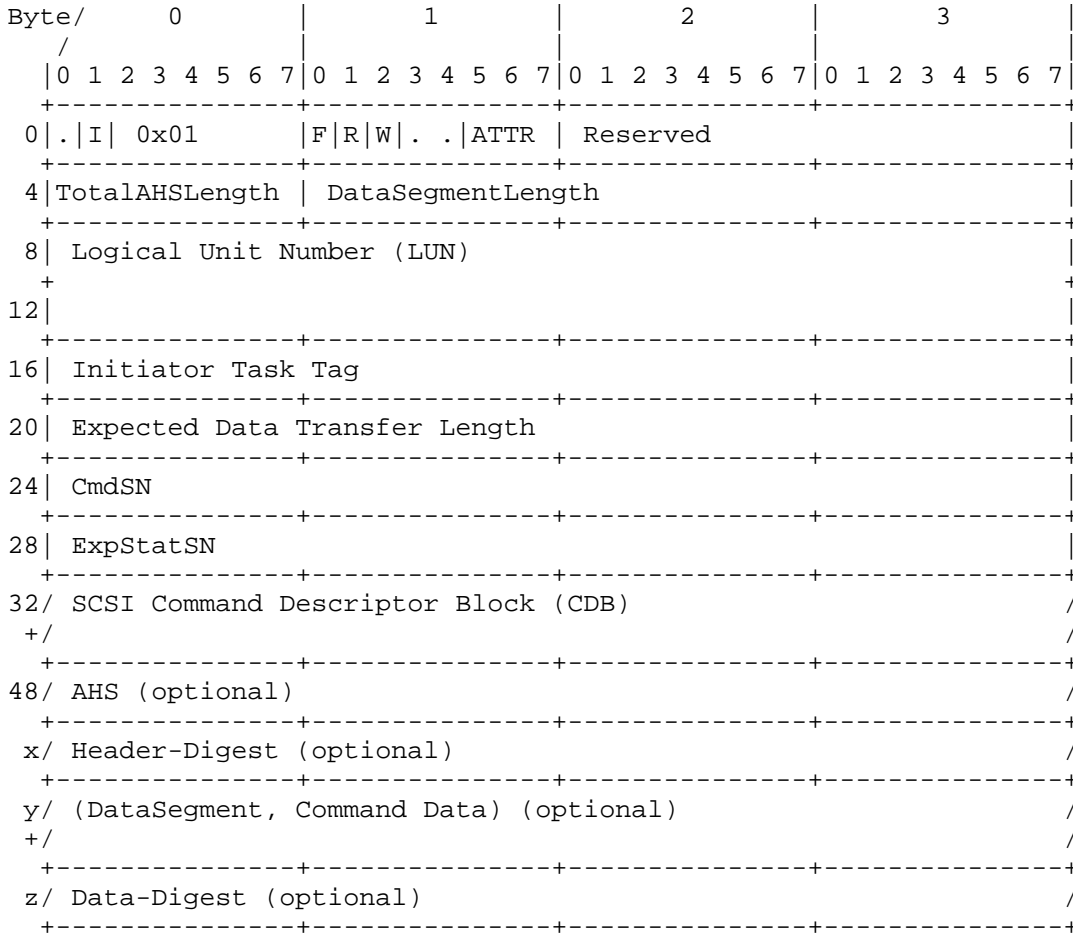 Byte/     0       |       1       |       2       |       3       |
   /              |               |               |               |
  |0 1 2 3 4 5 6 7|0 1 2 3 4 5 6 7|0 1 2 3 4 5 6 7|0 1 2 3 4 5 6 7|
  +---------------+---------------+---------------+---------------+
 0|.|I| 0x01      |F|R|W|. .|ATTR | Reserved                      |
  +---------------+---------------+---------------+---------------+
 4|TotalAHSLength | DataSegmentLength                             |
  +---------------+---------------+---------------+---------------+
 8| Logical Unit Number (LUN)                                     |
  +                                                               +
12|                                                               |
  +---------------+---------------+---------------+---------------+
16| Initiator Task Tag                                            |
  +---------------+---------------+---------------+---------------+
20| Expected Data Transfer Length                                 |
  +---------------+---------------+---------------+---------------+
24| CmdSN                                                         |
  +---------------+---------------+---------------+---------------+
28| ExpStatSN                                                     |
  +---------------+---------------+---------------+---------------+
32/ SCSI Command Descriptor Block (CDB)                           /
 +/                                                               /
  +---------------+---------------+---------------+---------------+
48/ AHS (optional)                                                /
  +---------------+---------------+---------------+---------------+
 x/ Header-Digest (optional)                                      /
  +---------------+---------------+---------------+---------------+
 y/ (DataSegment, Command Data) (optional)                        /
 +/                                                               /
  +---------------+---------------+---------------+---------------+
 z/ Data-Digest (optional)                                        /
  +---------------+---------------+---------------+---------------+